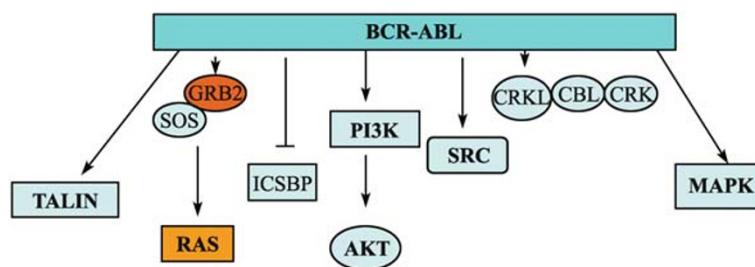 BCR-ABL
GRB2
SOS
CRKL
CBL
CRK
PI3K
SRC
ICSBP
MAPK
TALIN
RAS
AKT